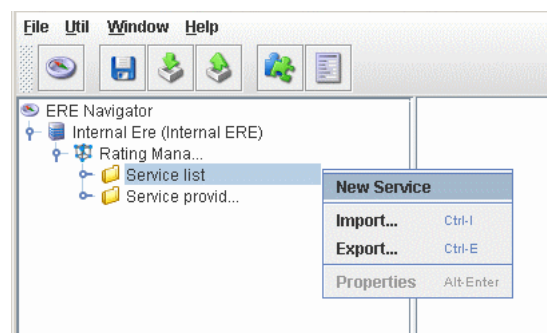 File Util Window Help
ERE Navigator
Internal Ere (Internal ERE)
Rating Mana...
Service list
Service provid...
New Service
Import... Ctrl-I
Export... Ctrl-E
Properties Alt-Enter